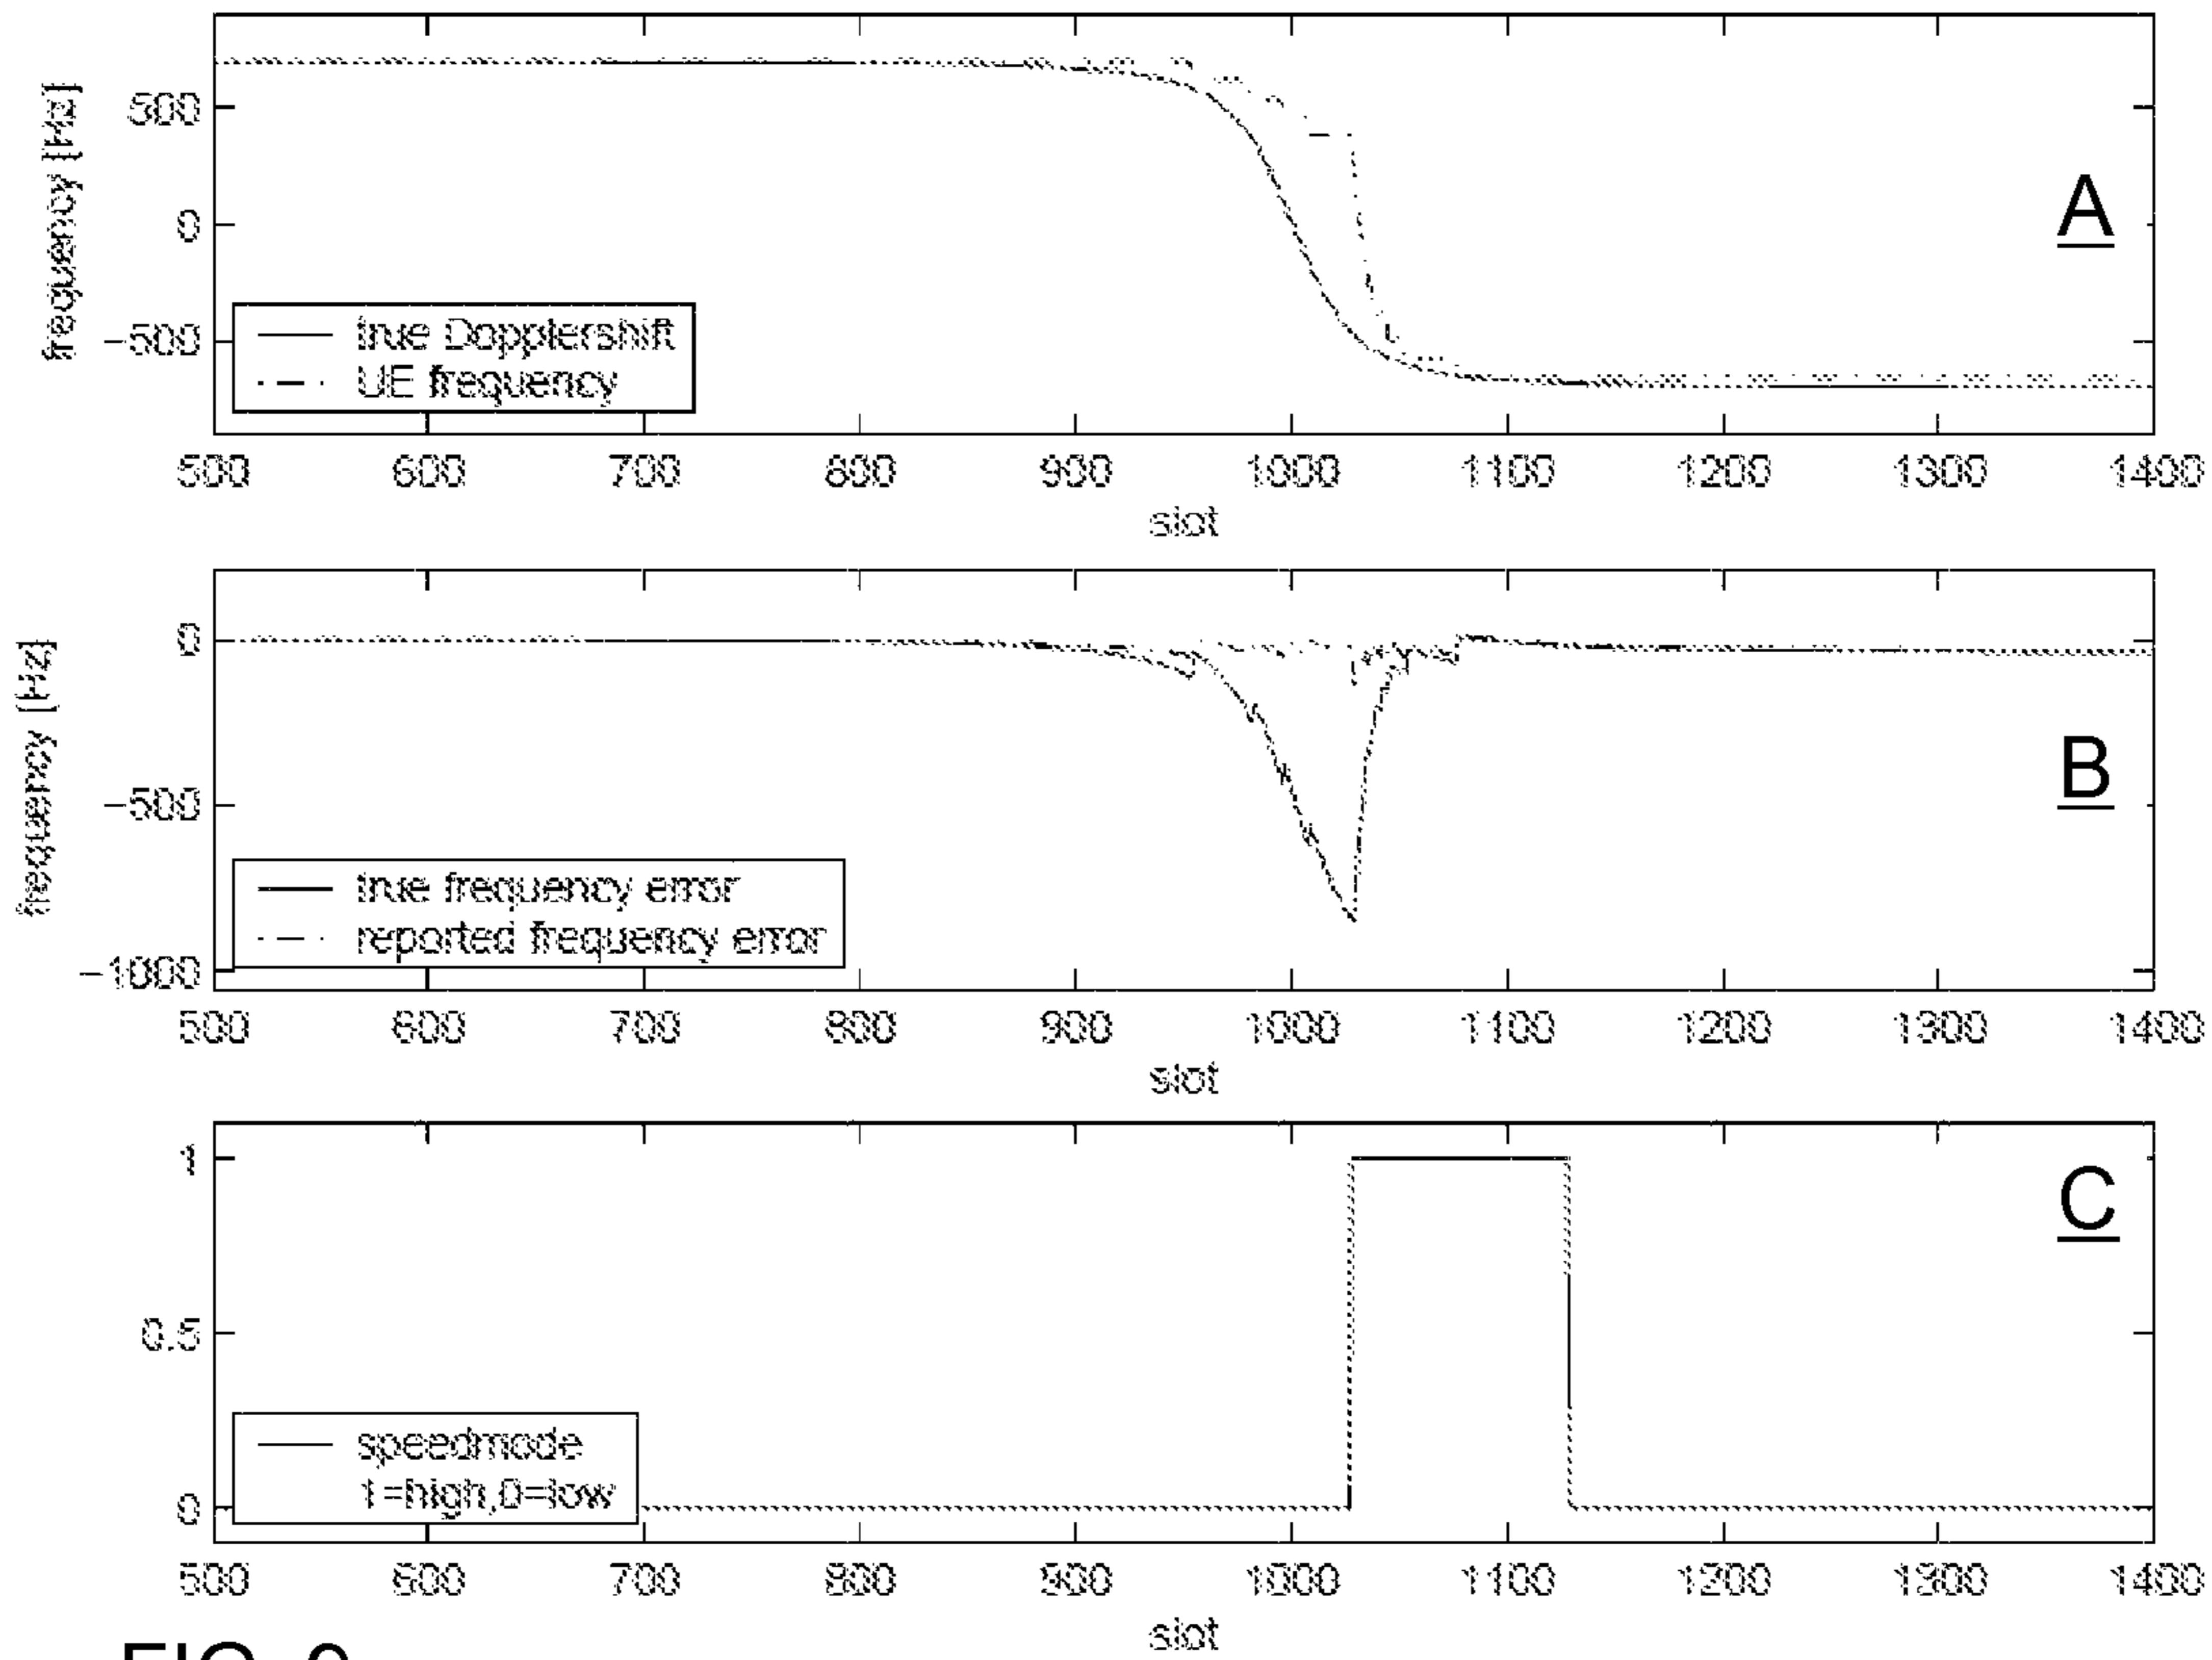 frequency [Hz]
500
0
-500
A
true Dopplershift
UE frequency
500 600 700 800 900 1000 1100 1200 1300 1400
slot
frequency [Hz]
0
-500
-1000
B
true frequency error
reported frequency error
500 600 700 800 900 1000 1100 1200 1300 1400
slot
1
0.5
0
C
speedmode
1=high,0=low
500 600 700 800 900 1000 1100 1200 1300 1400
slot